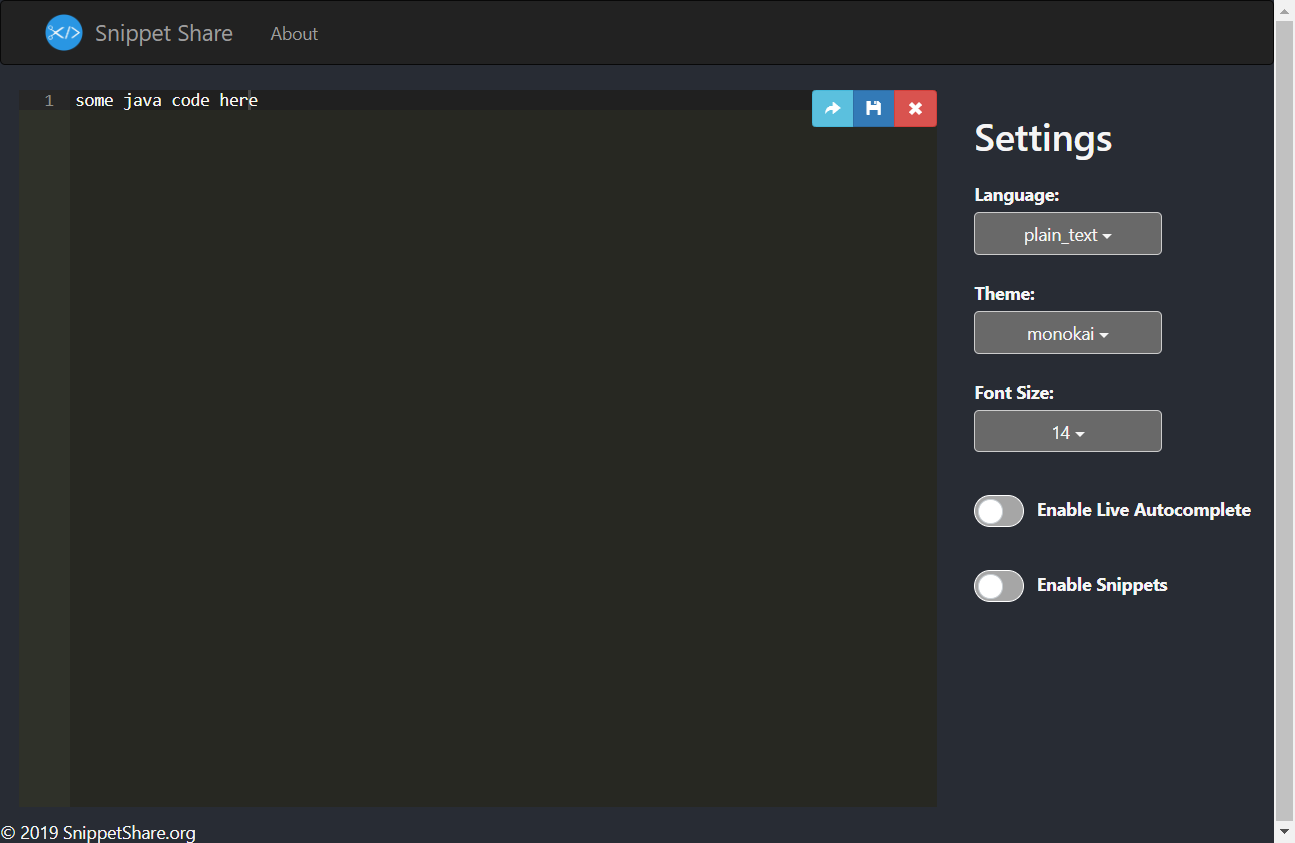 </> Snippet Share About
1 some java code here
Settings
Language:
plain_text
Theme:
monokai
Font Size:
14
Enable Live Autocomplete
Enable Snippets
© 2019 SnippetShare.org